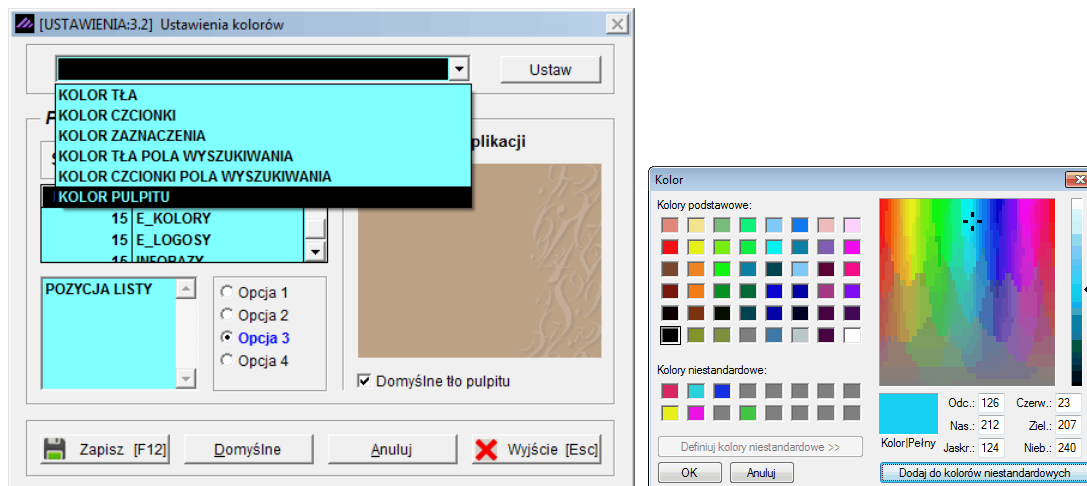 [USTAWIENIA:3.2] Ustawienia kolorów
Ustaw
KOLOR TŁA
KOLOR CZCIONKI
KOLOR ZAZNACZENIA
KOLOR TŁA POLA WYSZUKIWANIA
KOLOR CZCIONKI POLA WYSZUKIWANIA
KOLOR PULPITU
plikacji
15 E_KOLORY
15 E_LOGOSY
15 INFORAZY
POZYCJA LISTY
Opcja 1
Opcja 2
Opcja 3
Opcja 4
Domyślne tło pulpitu
Zapisz [F12]
Domyślne
Anuluj
Wyjście [Esc]
Kolor
Kolory podstawowe:
Kolory niestandardowe:
Definiuj kolory niestandardowe >>
OK
Anuluj
Kolor|Pełny
Odc.: 126
Nas.: 212
Jaskr.: 124
Czerw.: 23
Ziel.: 207
Nieb.: 240
Dodaj do kolorów niestandardowych